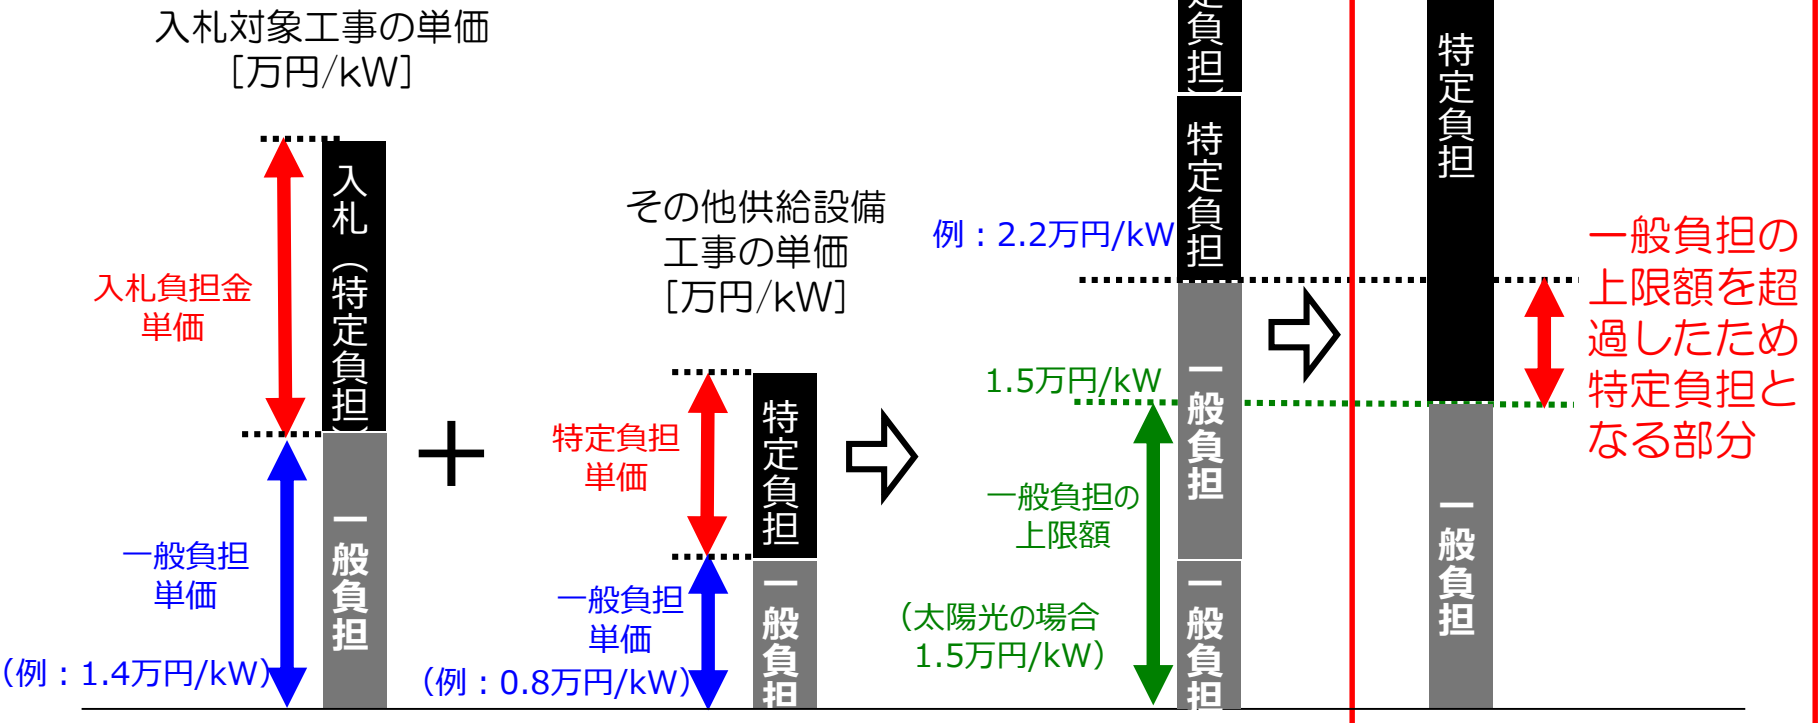 入札対象工事の単価
[万円/kW]
入札（特定負担）
入札負担金
単価
一般負担
単価
（例：1.4万円/kW）
一般負担
＋
その他供給設備
工事の単価
[万円/kW]
特定負担
特定負担
単価
一般負担
単価
（例：0.8万円/kW）
一般負担
定負担）
特定負担
例：2.2万円/kW
1.5万円/kW
一般負担
一般負担の
上限額
（太陽光の場合
1.5万円/kW）
一般負担
特定負担
一般負担
一般負担の
上限額を超
過したため
特定負担と
なる部分